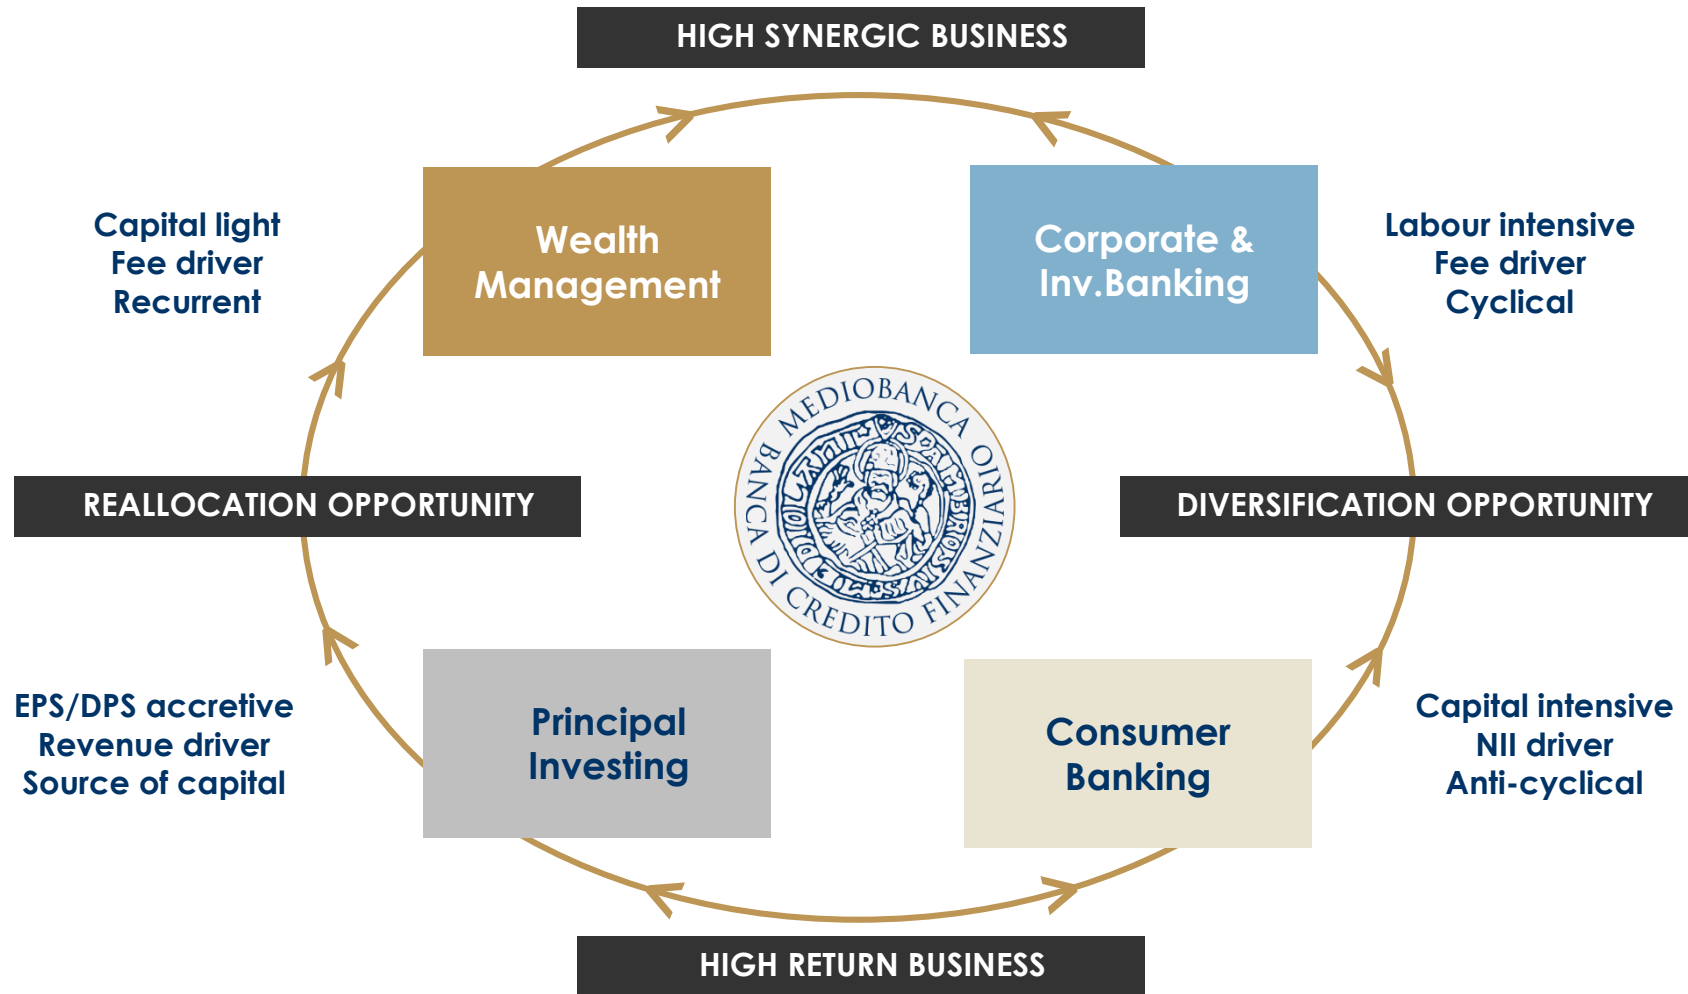 HIGH SYNERGIC BUSINESS
Capital light
Fee driver
Recurrent
Wealth
Management
Corporate &
Inv.Banking
Labour intensive
Fee driver
Cyclical
REALLOCATION OPPORTUNITY
MEDIOBANCA
BANCA DI CREDITO FINANZIARIO
DIVERSIFICATION OPPORTUNITY
EPS/DPS accretive
Revenue driver
Source of capital
Principal
Investing
Consumer
Banking
Capital intensive
NII driver
Anti-cyclical
HIGH RETURN BUSINESS